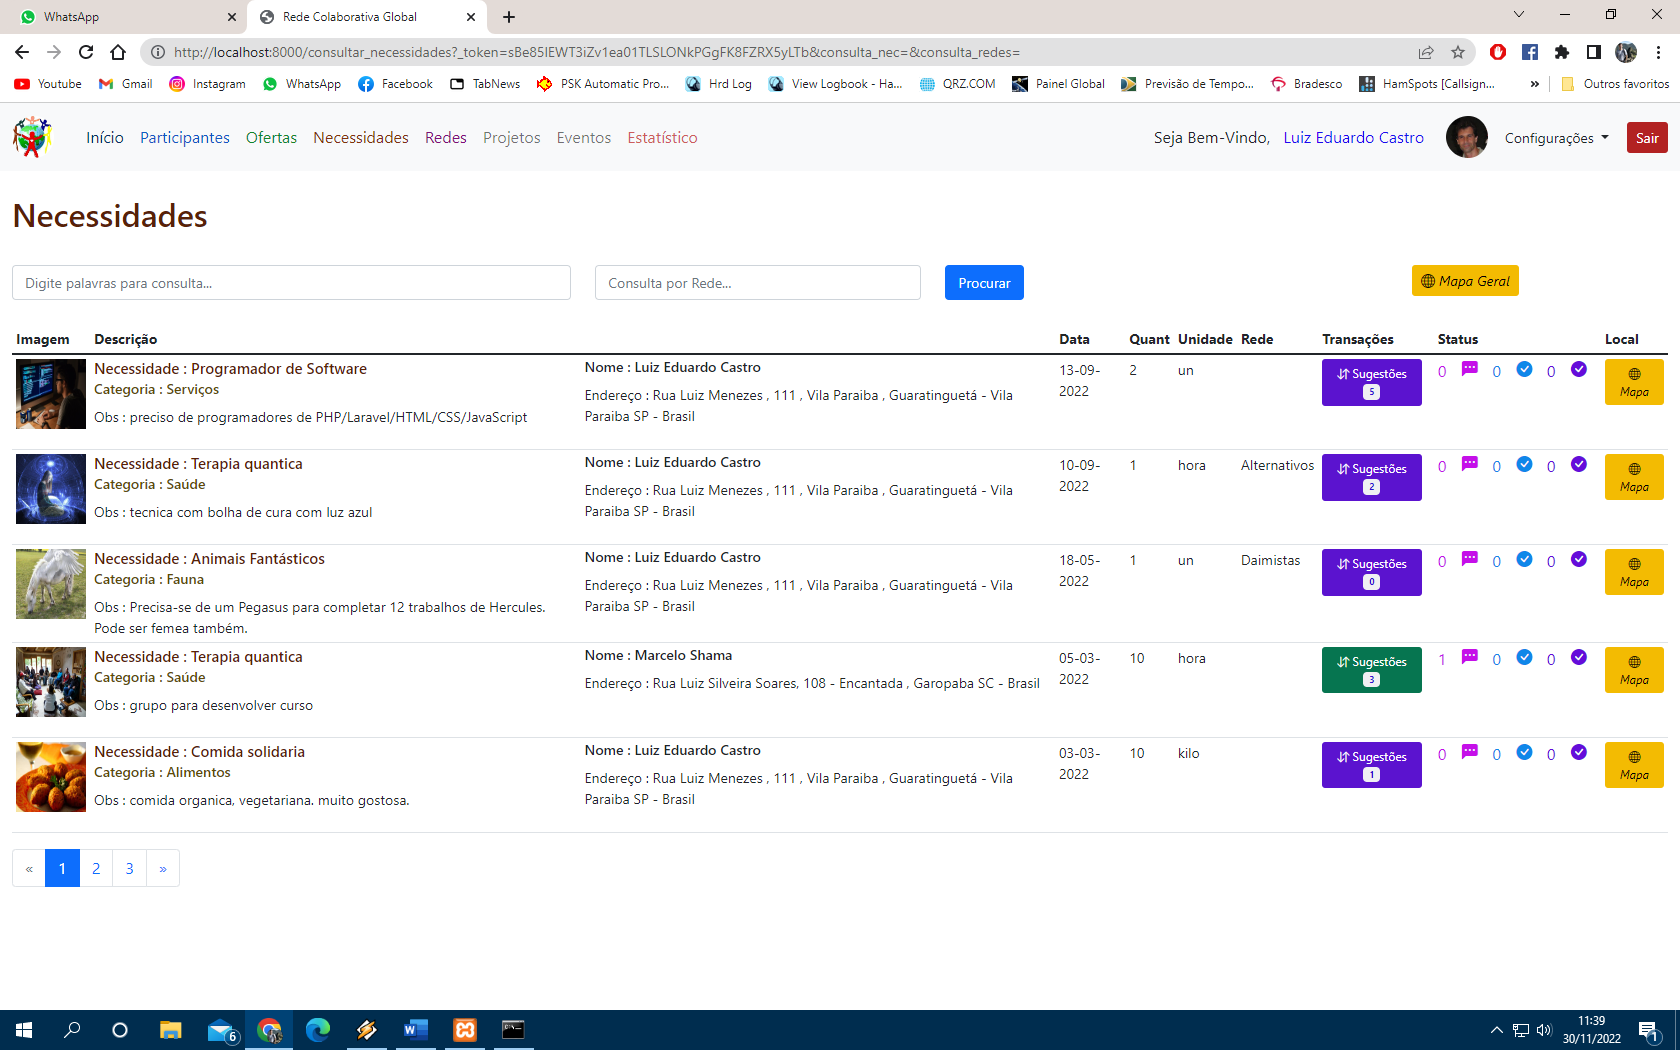 WhatsApp
Rede Colaborativa Global
http://localhost:8000/consultar_necessidades?_token=sBe85IEWT3iZv1ea01TLSLONkPGgFK8FZRX5yLTb&consulta_nec=&consulta_redes=
Youtube Gmail Instagram WhatsApp Facebook TabNews PSK Automatic Pro... Hrd Log View Logbook - Ha... QRZ.COM Painel Global Previsão de Tempo... Bradesco HamSpots [Callsign... » Outros favoritos
Início Participantes Ofertas Necessidades Redes Projetos Eventos Estatístico Seja Bem-Vindo, Luiz Eduardo Castro Configurações Sair
Necessidades
Digite palavras para consulta... Consulta por Rede... Procurar Mapa Geral
Imagem Descrição Data Quant Unidade Rede Transações Status Local
Necessidade : Programador de Software
Categoria : Serviços
Obs : preciso de programadores de PHP/Laravel/HTML/CSS/JavaScript
Nome : Luiz Eduardo Castro
Endereço : Rua Luiz Menezes , 111 , Vila Paraiba , Guaratinguetá - Vila
Paraiba SP - Brasil
13-09-
2022
2 un
Sugestões
5
0 0 0
Mapa
Necessidade : Terapia quantica
Categoria : Saúde
Obs : tecnica com bolha de cura com luz azul
Nome : Luiz Eduardo Castro
Endereço : Rua Luiz Menezes , 111 , Vila Paraiba , Guaratinguetá - Vila
Paraiba SP - Brasil
10-09-
2022
1 hora Alternativos
Sugestões
2
0 0 0
Mapa
Necessidade : Animais Fantásticos
Categoria : Fauna
Obs : Precisa-se de um Pegasus para completar 12 trabalhos de Hercules.
Pode ser femea também.
Nome : Luiz Eduardo Castro
Endereço : Rua Luiz Menezes , 111 , Vila Paraiba , Guaratinguetá - Vila
Paraiba SP - Brasil
18-05-
2022
1 un Daimistas
Sugestões
0
0 0 0
Mapa
Necessidade : Terapia quantica
Categoria : Saúde
Obs : grupo para desenvolver curso
Nome : Marcelo Shama
Endereço : Rua Luiz Silveira Soares, 108 - Encantada , Garopaba SC - Brasil
05-03-
2022
10 hora
Sugestões
3
1 0 0
Mapa
Necessidade : Comida solidaria
Categoria : Alimentos
Obs : comida organica, vegetariana. muito gostosa.
Nome : Luiz Eduardo Castro
Endereço : Rua Luiz Menezes , 111 , Vila Paraiba , Guaratinguetá - Vila
Paraiba SP - Brasil
03-03-
2022
10 kilo
Sugestões
1
0 0 0
Mapa
« 1 2 3 »
6
11:39
30/11/2022
1